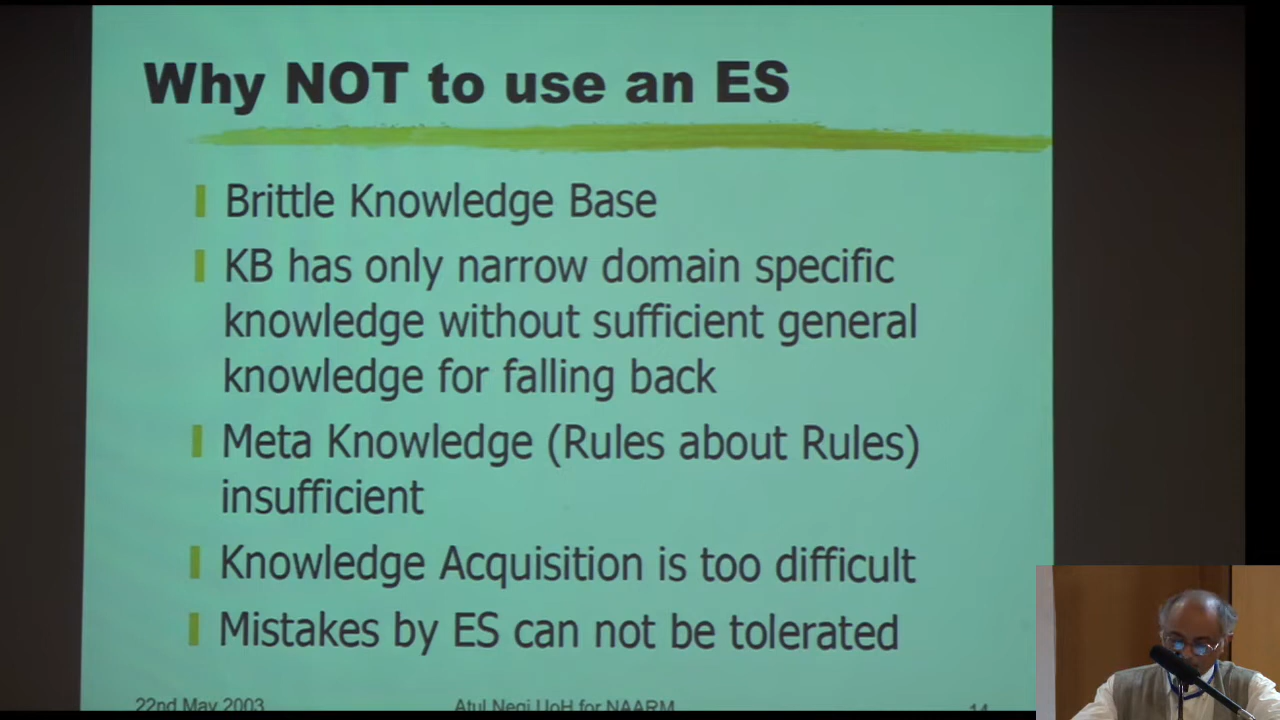 Why NOT to use an ES
Brittle Knowledge Base
KB has only narrow domain specific
knowledge without sufficient general
knowledge for falling back
Meta Knowledge (Rules about Rules)
insufficient
Knowledge Acquisition is too difficult
Mistakes by ES can not be tolerated
22nd May 2003 Atul Negi UoH for NAARM 14